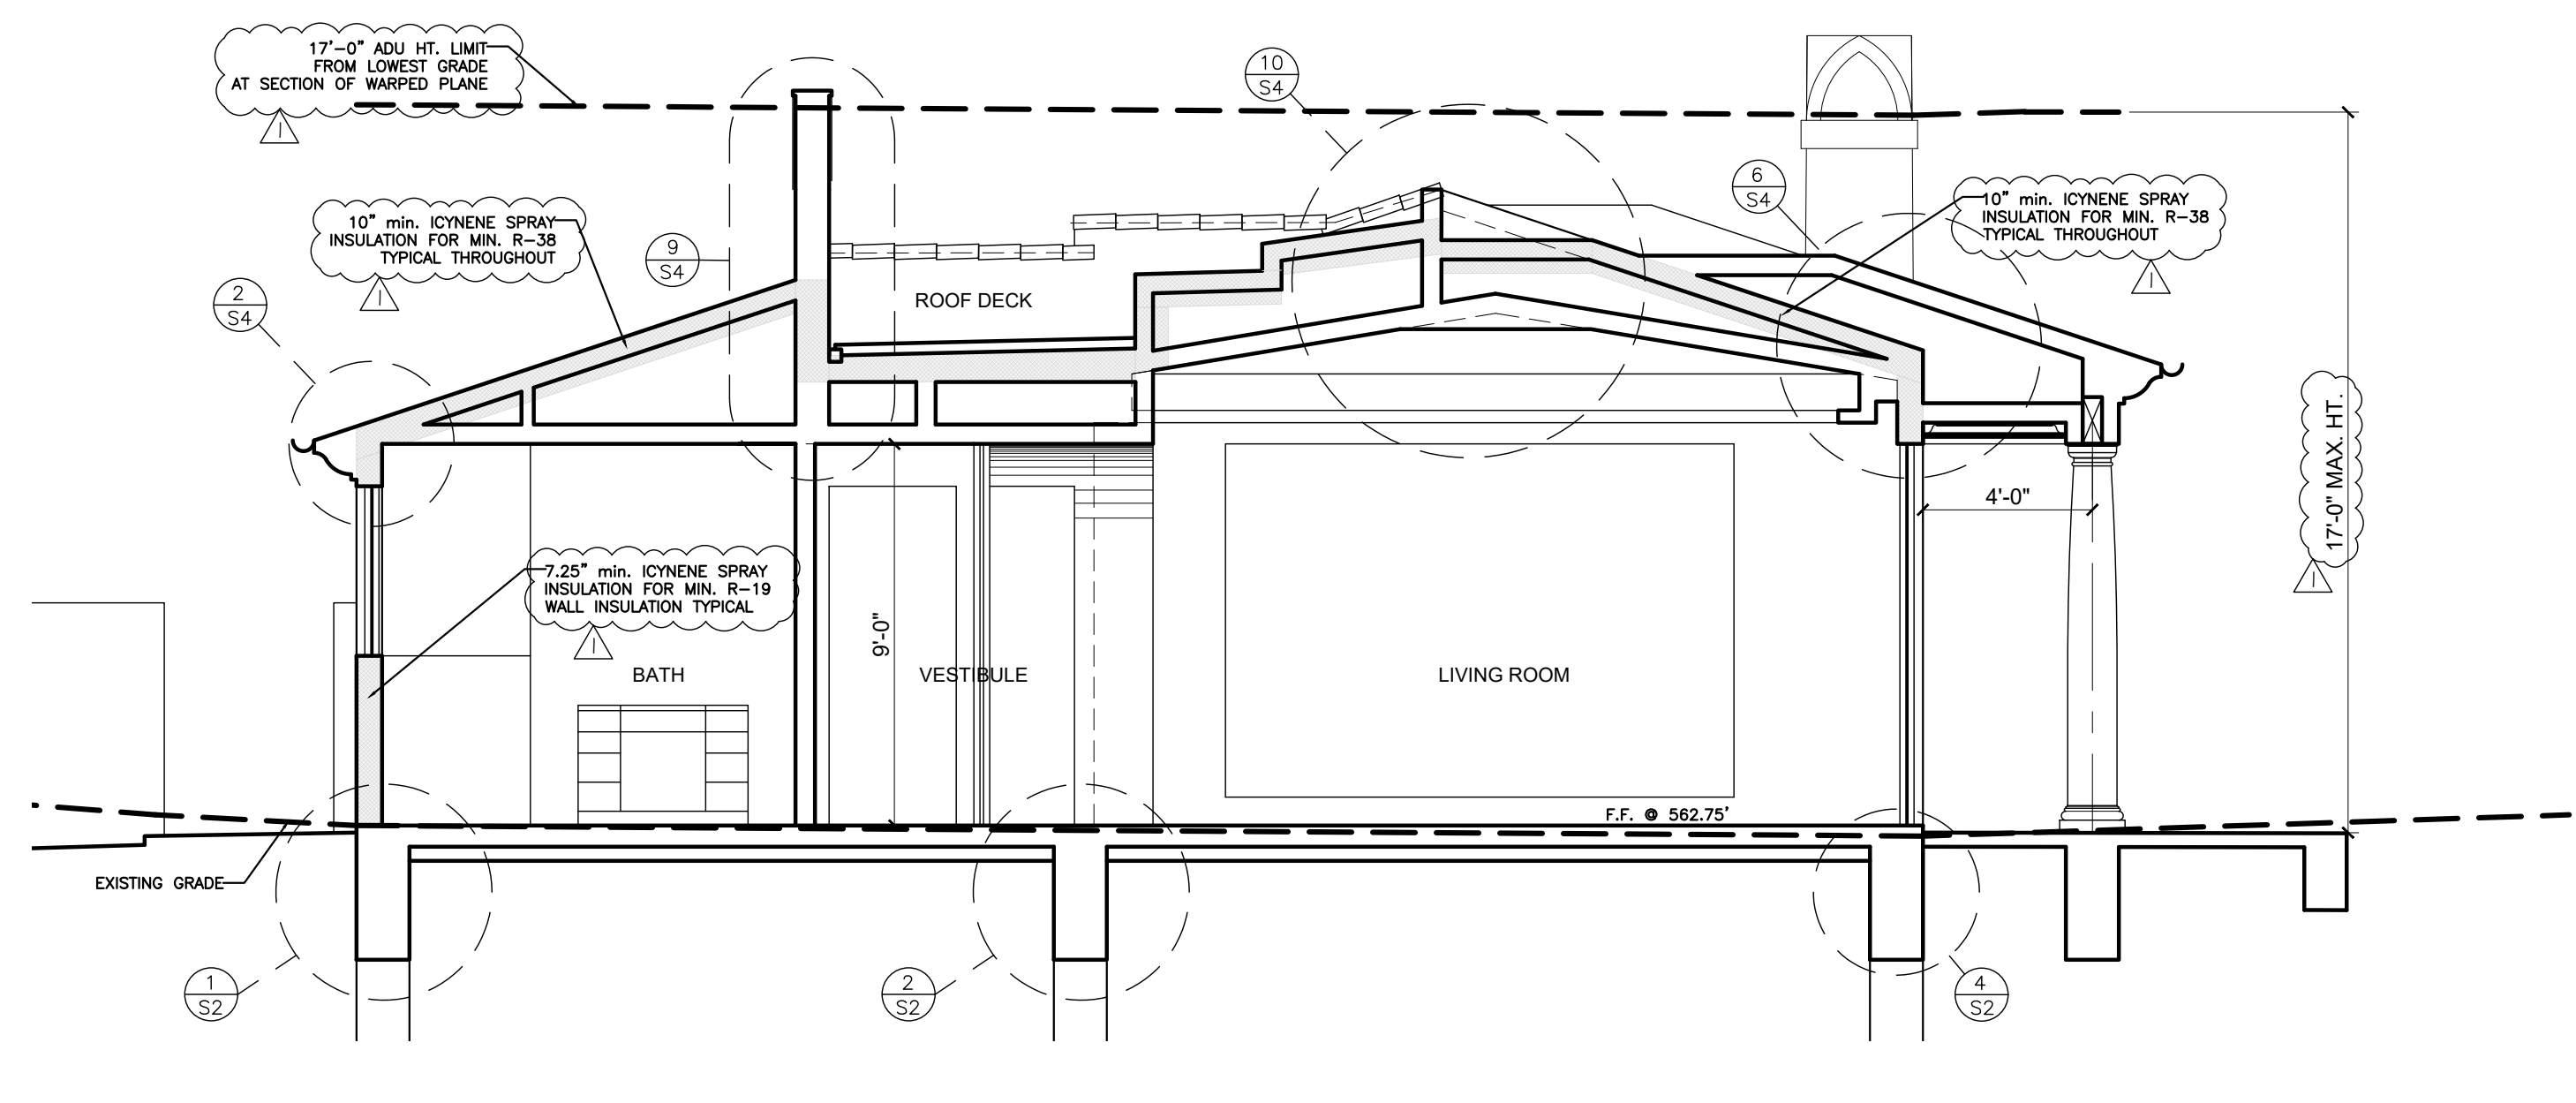 17'-0" ADU HT. LIMIT
FROM LOWEST GRADE
AT SECTION OF WARPED PLANE
1
10
S4
10" min. ICYNENE SPRAY
INSULATION FOR MIN. R-38
TYPICAL THROUGHOUT
1
9
S4
2
S4
ROOF DECK
6
S4
10" min. ICYNENE SPRAY
INSULATION FOR MIN. R-38
TYPICAL THROUGHOUT
1
17'-0" MAX. HT.
1
4'-0"
7.25" min. ICYNENE SPRAY
INSULATION FOR MIN. R-19
WALL INSULATION TYPICAL
1
BATH
9'-0"
VESTIBULE
LIVING ROOM
F.F. @ 562.75'
EXISTING GRADE
1
S2
2
S2
4
S2